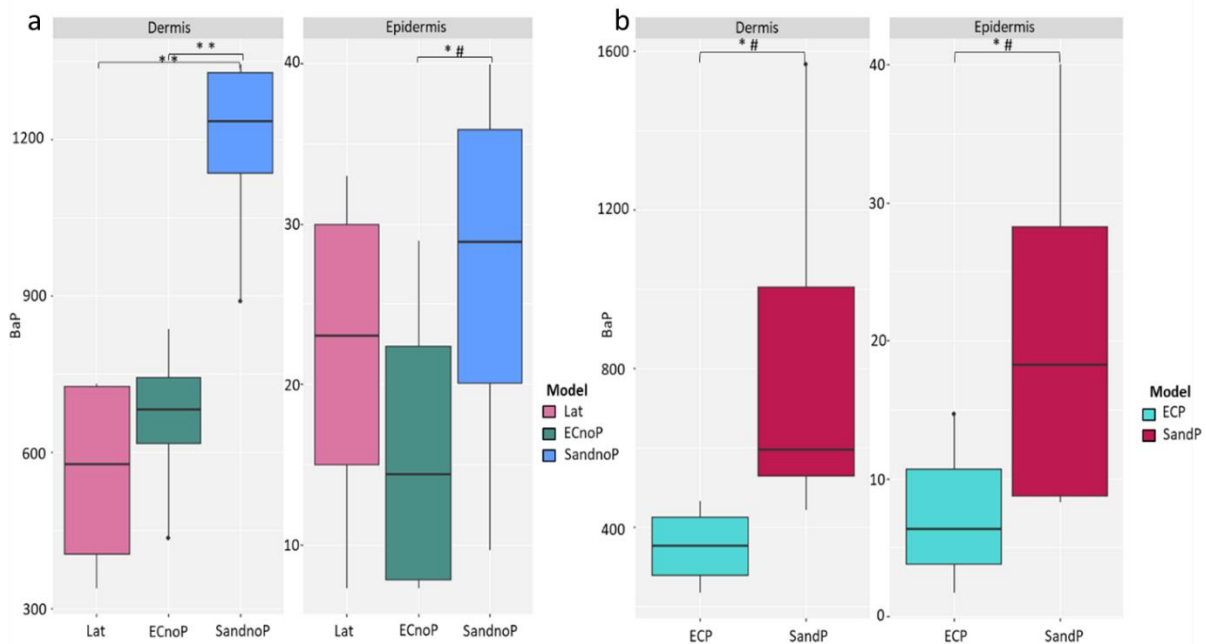 a
Dermis
Epidermis
* *
* *
* #
BaP
1200
900
600
300
40
30
20
10
Lat
ECnoP
SandnoP
Lat
ECnoP
SandnoP
Model
Lat
ECnoP
SandnoP
b
Dermis
Epidermis
* #
* #
BaP
1600
1200
800
400
40
30
20
10
0
ECP
SandP
ECP
SandP
Model
ECP
SandP